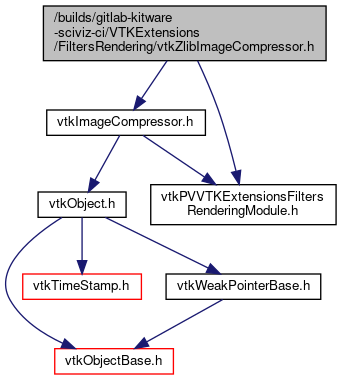 /builds/gitlab-kitware
-sciviz-ci/VTKExtensions
/FiltersRendering/vtkZlibImageCompressor.h
vtkImageCompressor.h
vtkObject.h
vtkPVVTKExtensionsFilters
RenderingModule.h
vtkTimeStamp.h
vtkWeakPointerBase.h
vtkObjectBase.h